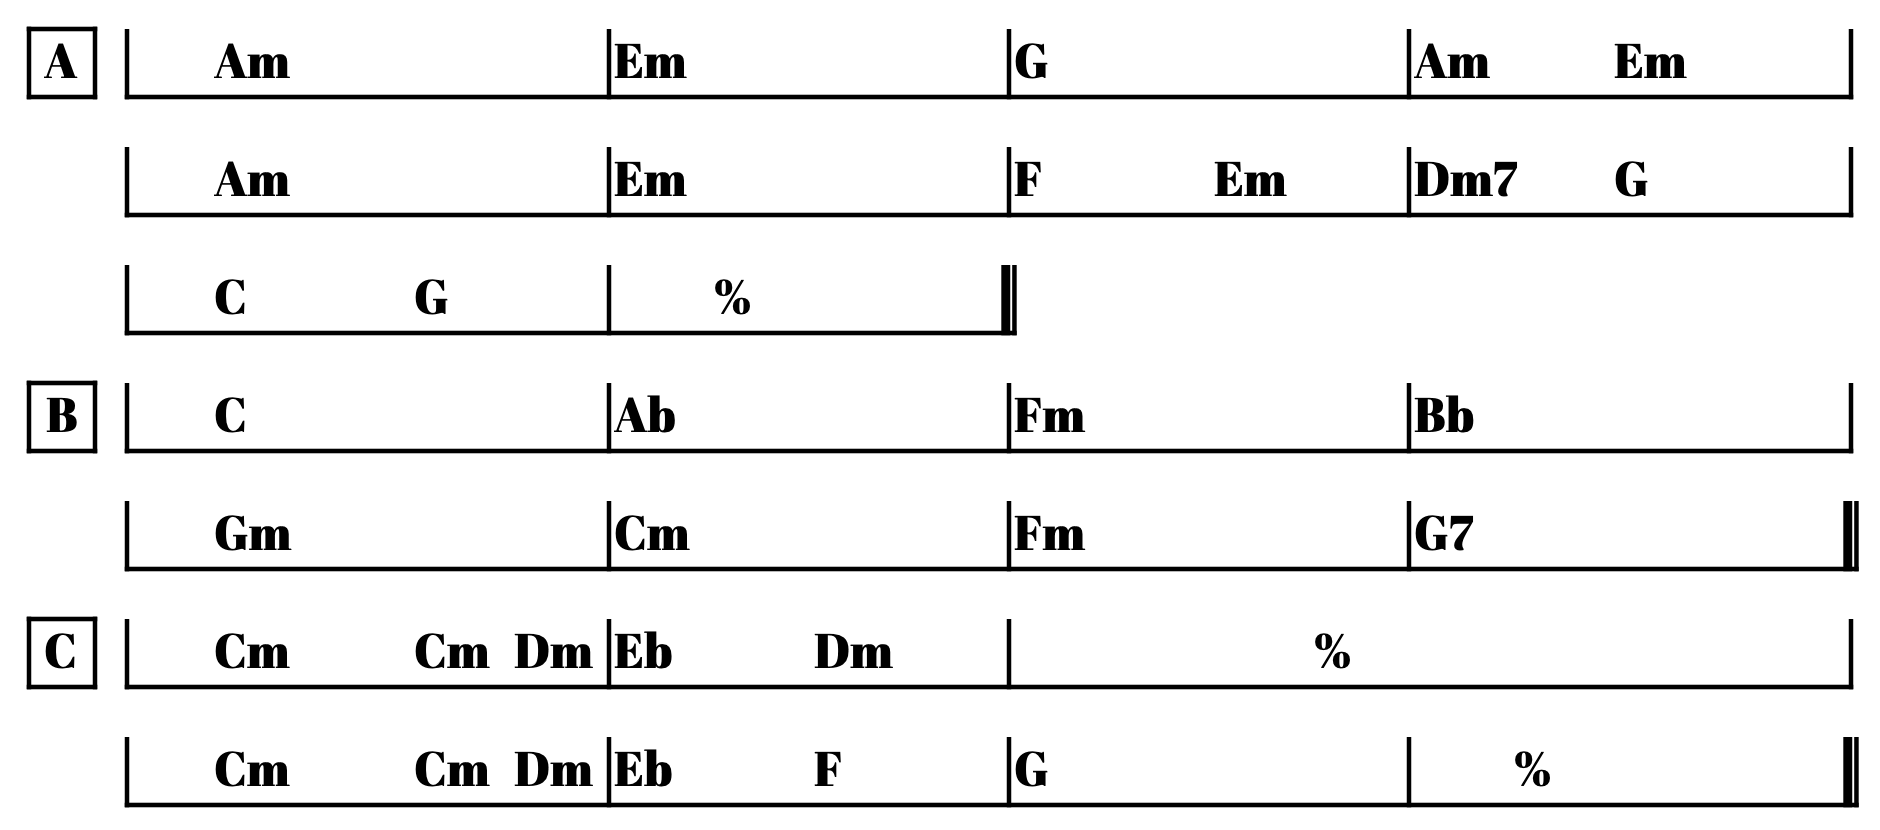 A Am Em G Am Em
Am Em F Em Dm7 G
C G %
B C Ab Fm Bb
Gm Cm Fm G7
C Cm Cm Dm Eb Dm %
Cm Cm Dm Eb F G %